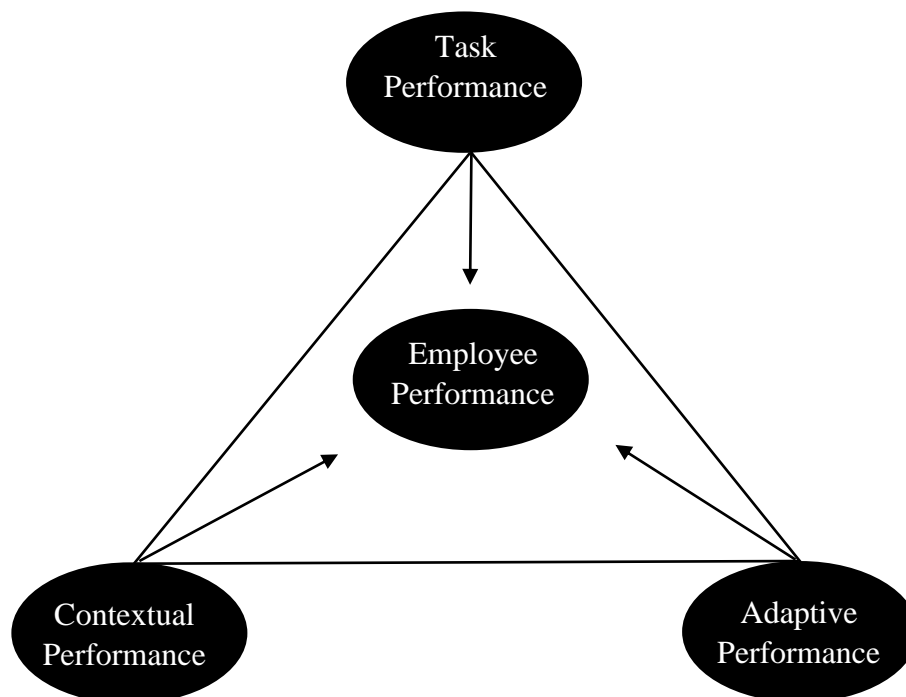 Task
Performance
Employee
Performance
Contextual
Performance
Adaptive
Performance